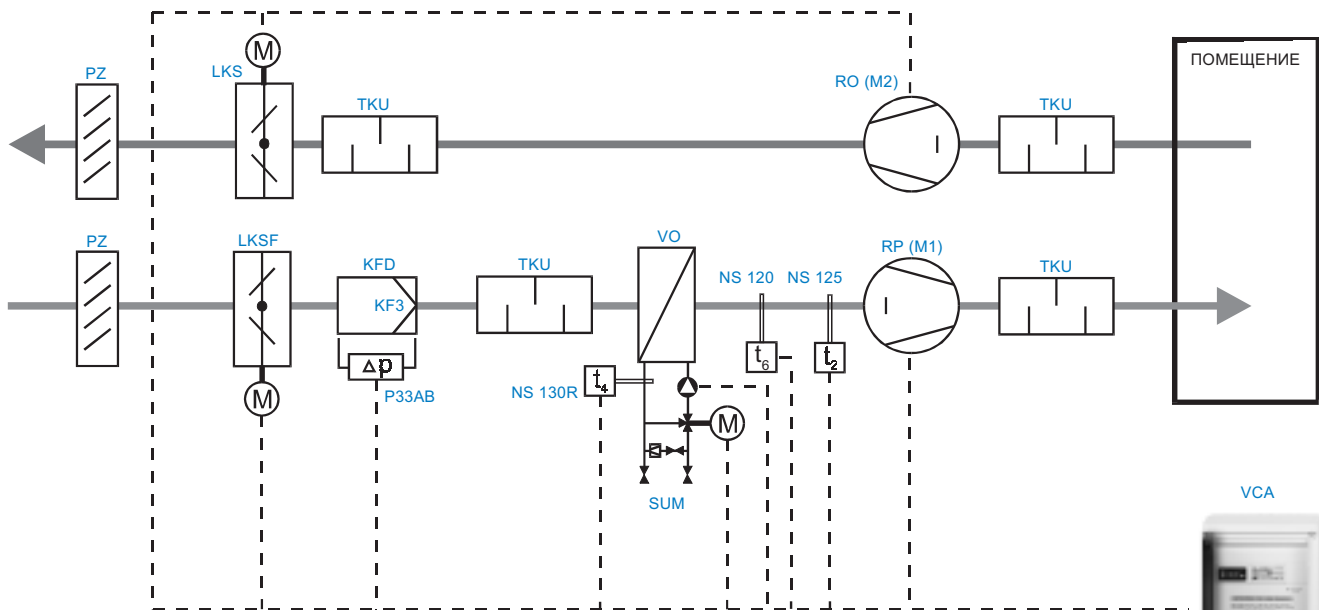 M
LKS
PZ
TKU
RO (M2)
TKU
ПОМЕЩЕНИЕ
PZ
LKSF
KFD
KF3
TKU
VO
NS 120
NS 125
RP (M1)
TKU
Δp
P33AB
M
NS 130R
t4
t6
t2
M
SUM
VCA